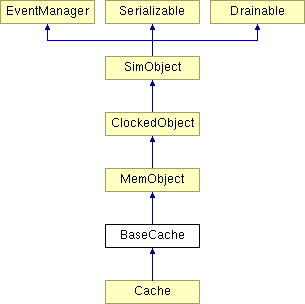 EventManager
Serializable
Drainable
SimObject
ClockedObject
MemObject
BaseCache
Cache